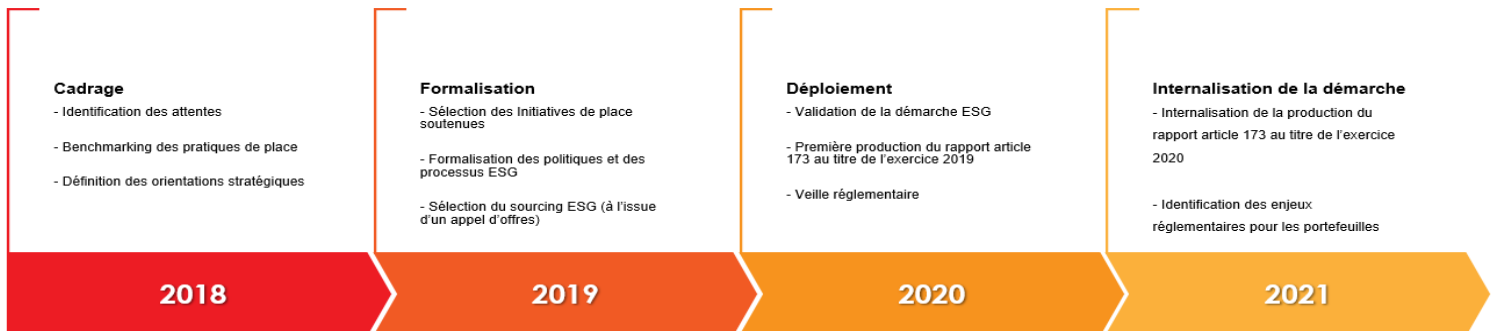 Cadrage
- Identification des attentes
- Benchmarking des pratiques de place
- Définition des orientations stratégiques
2018
Formalisation
- Sélection des Initiatives de place
soutenues
- Formalisation des politiques et des
processus ESG
- Sélection du sourcing ESG (à l'issue
d'un appel d'offres)
2019
Déploiement
- Validation de la démarche ESG
- Première production du rapport article
173 au titre de l'exercice 2019
- Veille réglementaire
2020
Internalisation de la démarche
- Internalisation de la production du
rapport article 173 au titre de l'exercice
2020
- Identification des enjeux
réglementaires pour les portefeuilles
2021